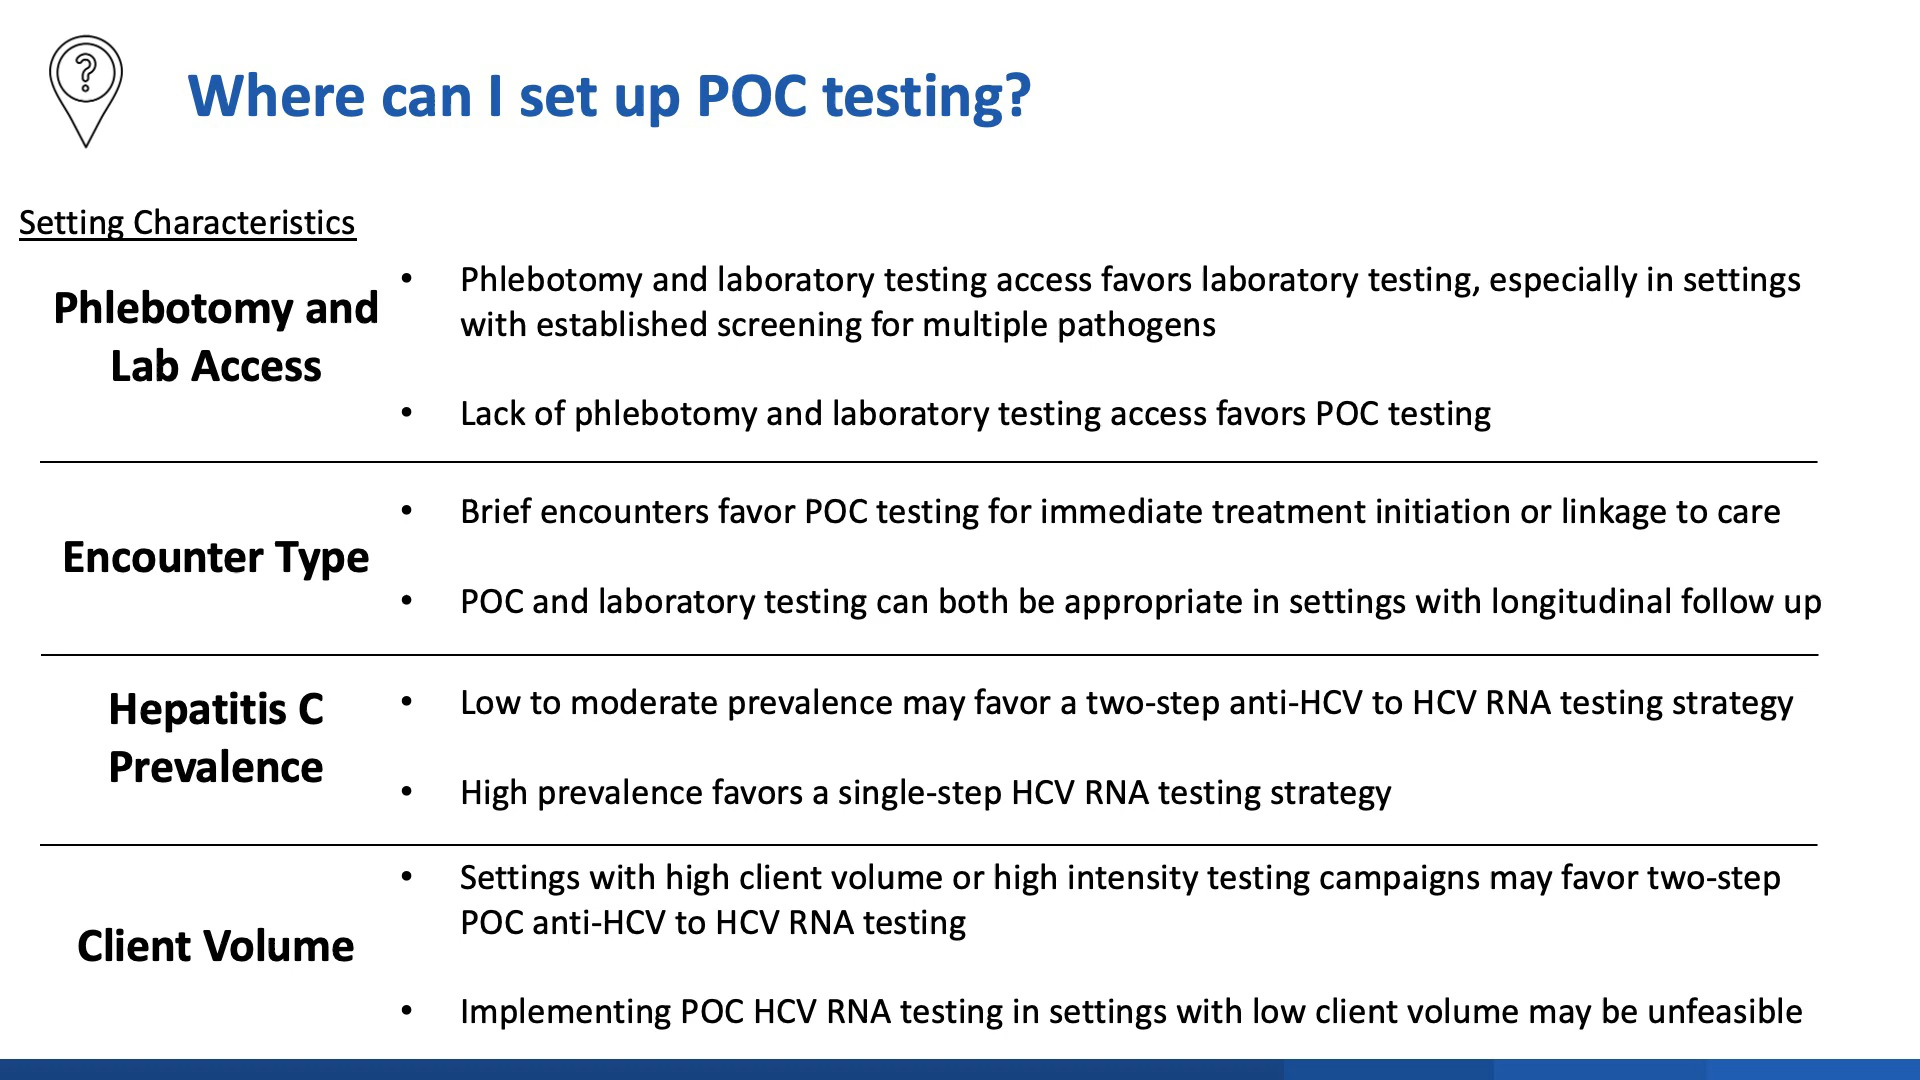 ?
Where can I set up POC testing?
Setting Characteristics
Phlebotomy and
Lab Access
• Phlebotomy and laboratory testing access favors laboratory testing, especially in settings
with established screening for multiple pathogens
• Lack of phlebotomy and laboratory testing access favors POC testing
Encounter Type
• Brief encounters favor POC testing for immediate treatment initiation or linkage to care
• POC and laboratory testing can both be appropriate in settings with longitudinal follow up
Hepatitis C
Prevalence
• Low to moderate prevalence may favor a two-step anti-HCV to HCV RNA testing strategy
• High prevalence favors a single-step HCV RNA testing strategy
Client Volume
• Settings with high client volume or high intensity testing campaigns may favor two-step
POC anti-HCV to HCV RNA testing
• Implementing POC HCV RNA testing in settings with low client volume may be unfeasible